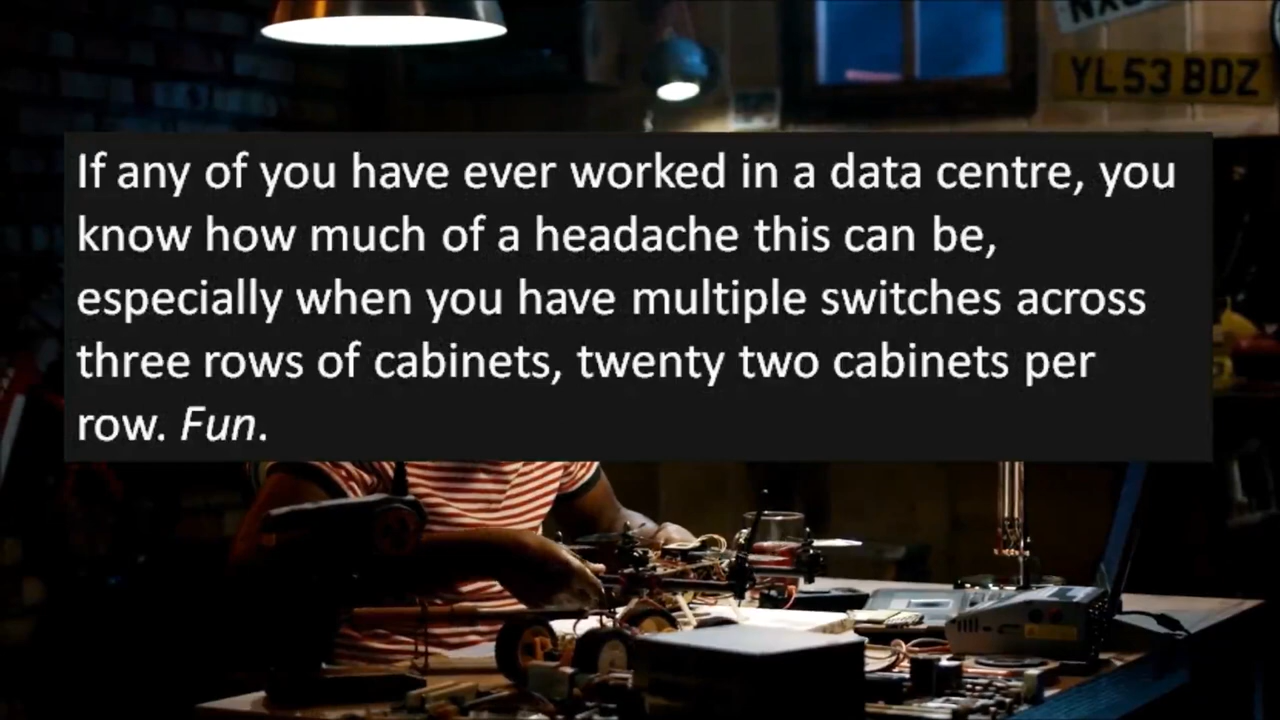 NX
YL53 BDZ
If any of you have ever worked in a data centre, you
know how much of a headache this can be,
especially when you have multiple switches across
three rows of cabinets, twenty two cabinets per
row. Fun.